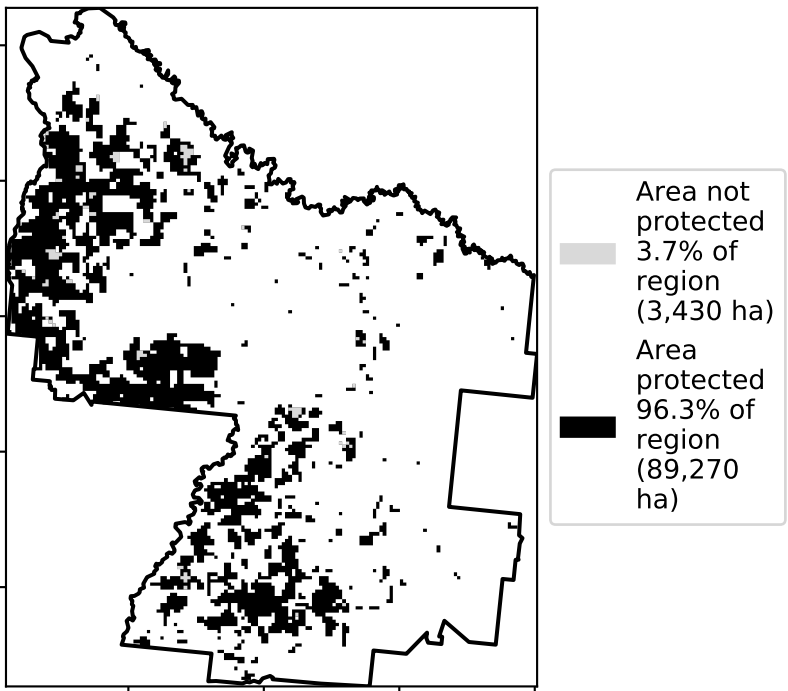 Area not
protected
3.7% of
region
(3,430 ha)
Area
protected
96.3% of
region
(89,270
ha)